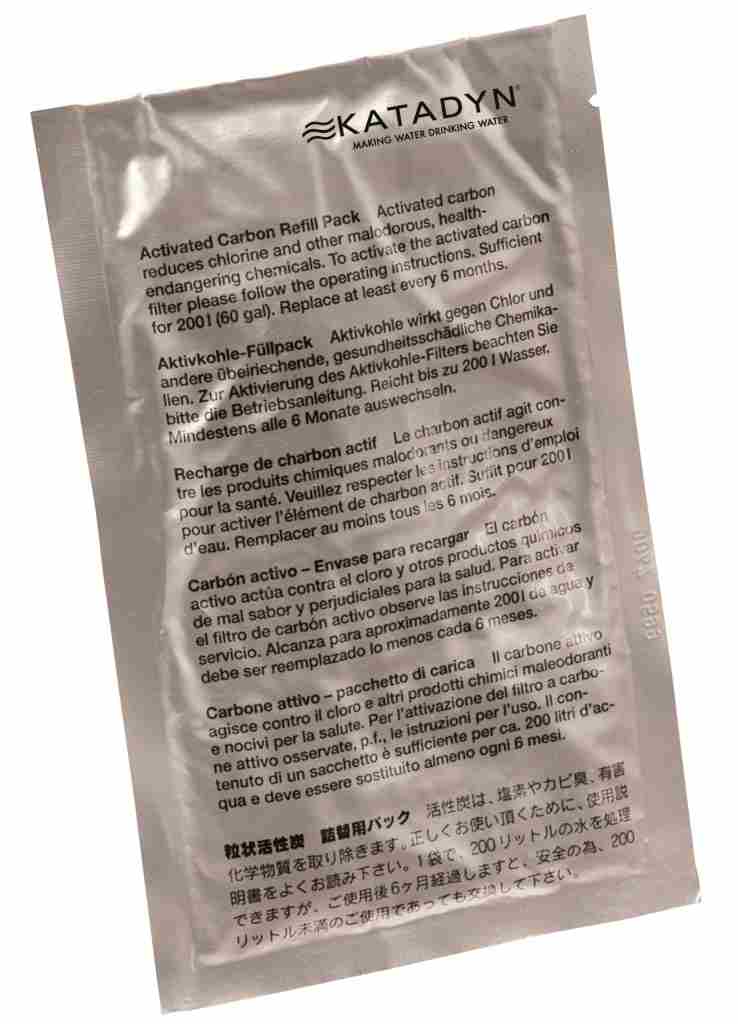 KATADYN®
MAKING WATER DRINKING WATER
Activated Carbon Refill Pack Activated carbon
reduces chlorine and other malodorous, health-
endangering chemicals. To activate the activated carbon
filter please follow the operating instructions. Sufficient
for 200 l (60 gal). Replace at least every 6 months.
Aktivkohle-Füllpack Aktivkohle wirkt gegen Chlor und
andere übelriechende, gesundheitsschädliche Chemika-
lien. Zur Aktivierung des Aktivkohle-Filters beachten Sie
bitte die Betriebsanleitung. Reicht bis zu 200 l Wasser.
Mindestens alle 6 Monate auswechseln.
Recharge de charbon actif Le charbon actif agit con-
tre les produits chimiques malodorants ou dangereux
pour la santé. Veuillez respecter les instructions d'emploi
pour activer l'élément de charbon actif. Suffit pour 200 l
d'eau. Remplacer au moins tous les 6 mois.
Carbón activo – Envase para recargar El carbón
activo actúa contra el cloro y otros productos químicos
de mal sabor y perjudiciales para la salud. Para activar
el filtro de carbón activo observe las instrucciones de
servicio. Alcanza para aproximadamente 200 l de agua y
debe ser reemplazado lo menos cada 6 meses.
Carbone attivo – pacchetto di carica Il carbone attivo
agisce contro il cloro e altri prodotti chimici maleodoranti
e nocivi per la salute. Per l'attivazione del filtro a carbo-
ne attivo osservate, p.f., le istruzioni per l'uso. Il con-
tenuto di un sacchetto è sufficiente per ca. 200 litri d'ac-
qua e deve essere sostituito almeno ogni 6 mesi.
粒状活性炭 詰替用パック 活性炭は、塩素やカビ臭、有害
化学物質を取り除きます。正しくお使い頂くために、使用説
明書をよくお読み下さい。1袋で、200リットルの水を処理
できますが、ご使用後6ヶ月経過しますと、安全の為、200
リットル未満のご使用であっても交換して下さい。